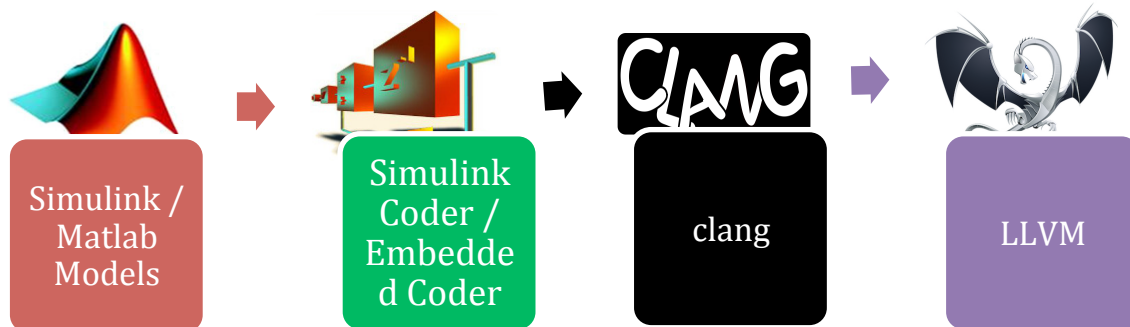 CLANG
Simulink /
Matlab
Models
Simulink
Coder /
Embedde
d Coder
clang
LLVM